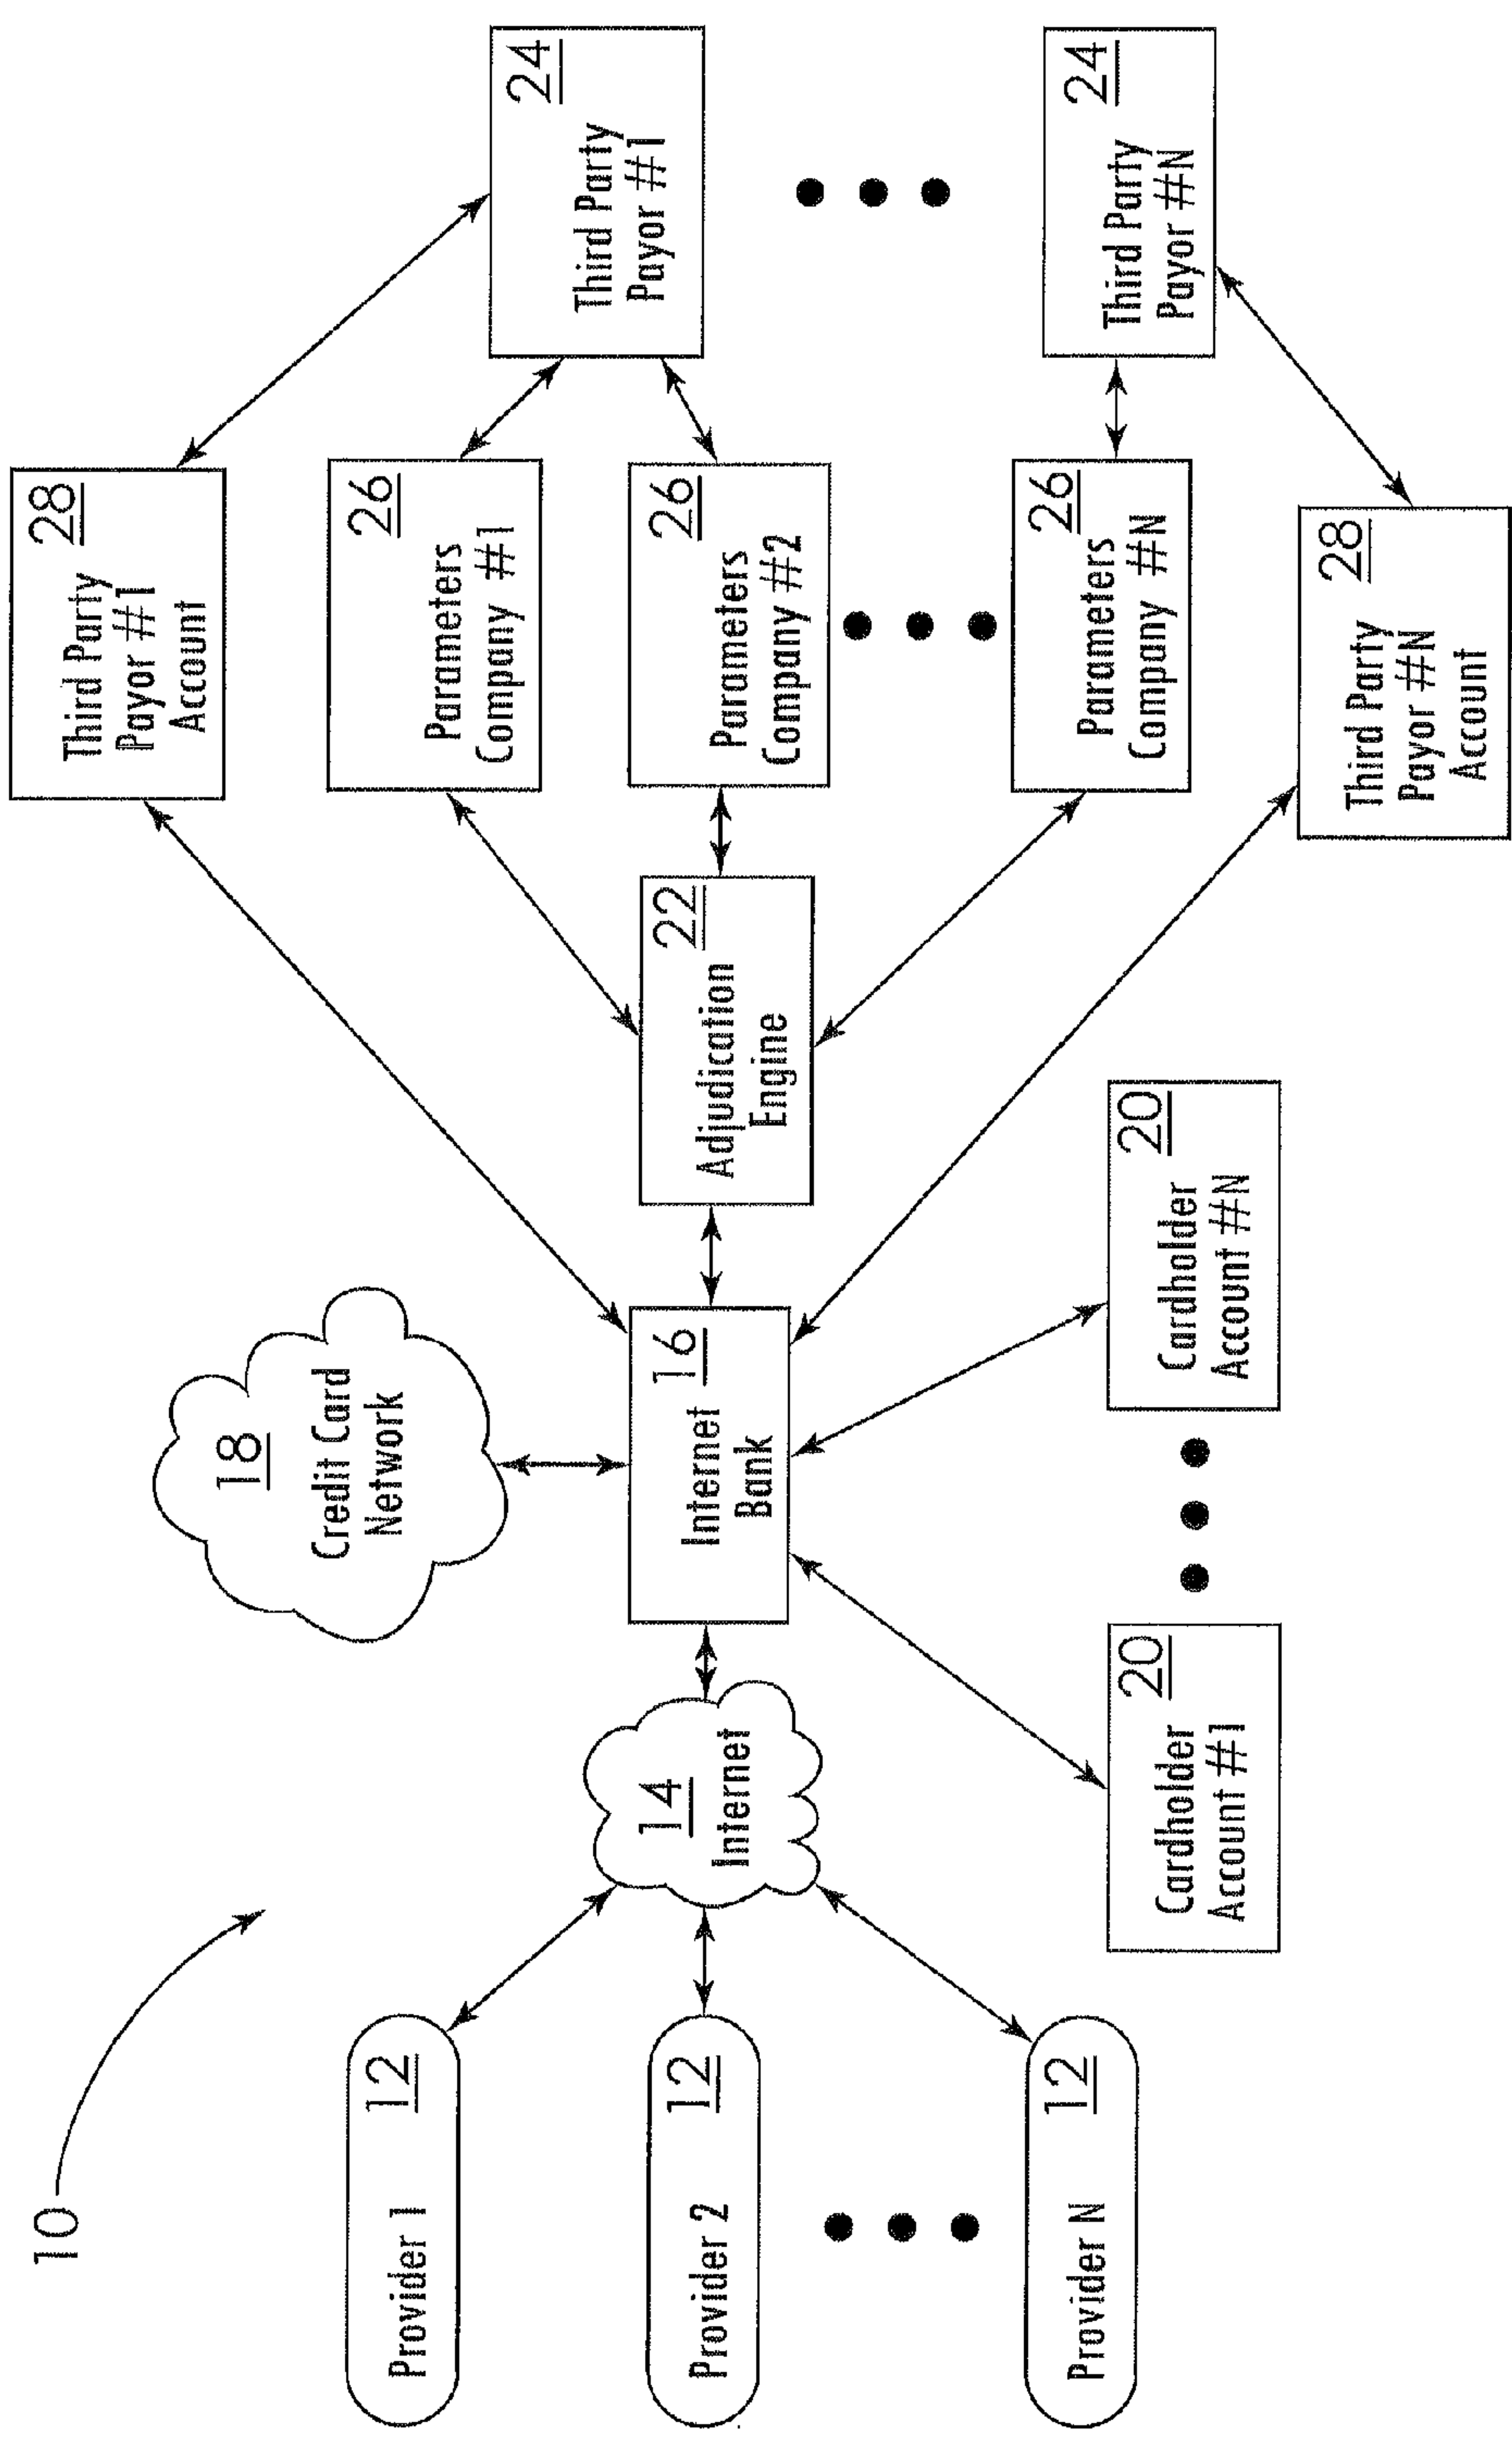 10
Provider 1
12
Provider 2
12
Provider N
12
14
Internet
18
Credit Card
Network
16
Internet
Bank
20
Cardholder
Account #1
20
Cardholder
Account #N
22
Adjudication
Engine
28
Third Party
Payor #1
Account
26
Parameters
Company #1
26
Parameters
Company #2
26
Parameters
Company #N
28
Third Party
Payor #N
Account
24
Third Party
Payor #1
24
Third Party
Payor #N